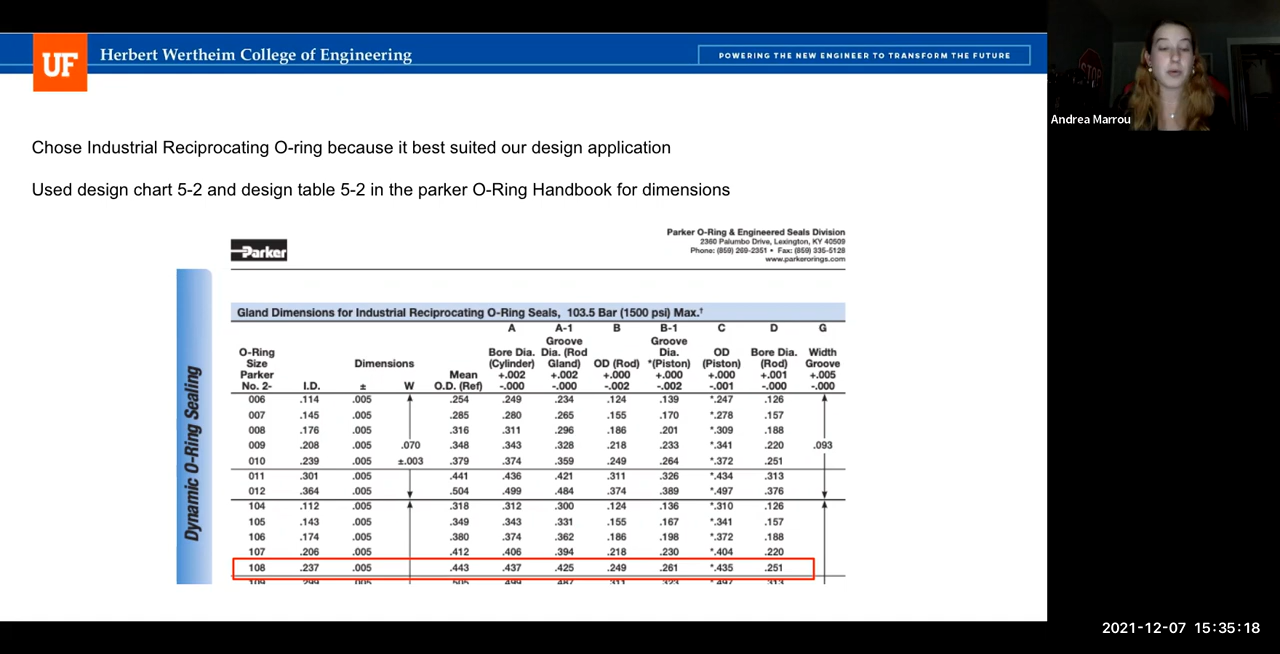 UF Herbert Wertheim College of Engineering
POWERING THE NEW ENGINEER TO TRANSFORM THE FUTURE
STOP
Andrea Marrou
Chose Industrial Reciprocating O-ring because it best suited our design application
Used design chart 5-2 and design table 5-2 in the parker O-Ring Handbook for dimensions
Parker
Parker O-Ring & Engineered Seals Division
2360 Palumbo Drive, Lexington, KY 40509
Phone: (859) 269-2351 • Fax: (859) 335-5128
www.parkerorings.com
Dynamic O-Ring Sealing
Gland Dimensions for Industrial Reciprocating O-Ring Seals, 103.5 Bar (1500 psi) Max.†
A A-1 B B-1 C D G
Groove Groove
O-Ring Bore Dia. Dia. (Rod Dia. OD Bore Dia. Width
Size Dimensions (Cylinder) Gland) OD (Rod) *(Piston) (Piston) (Rod) Groove
Parker Mean +.002 +.002 +.000 +.000 +.000 +.001 +.005
No. 2- I.D. ± W O.D. (Ref) -.000 -.000 -.002 -.002 -.001 -.000 -.000
006 .114 .005 .254 .249 .234 .124 .139 *.247 .126
007 .145 .005 .285 .280 .265 .155 .170 *.278 .157
008 .176 .005 .316 .311 .296 .186 .201 *.309 .188
009 .208 .005 .070 .348 .343 .328 .218 .233 *.341 .220 .093
010 .239 .005 ±.003 .379 .374 .359 .249 .264 *.372 .251
011 .301 .005 .441 .436 .421 .311 .326 *.434 .313
012 .364 .005 .504 .499 .484 .374 .389 *.497 .376
104 .112 .005 .318 .312 .300 .124 .136 *.310 .126
105 .143 .005 .349 .343 .331 .155 .167 *.341 .157
106 .174 .005 .380 .374 .362 .186 .198 *.372 .188
107 .206 .005 .412 .406 .394 .218 .230 *.404 .220
108 .237 .005 .443 .437 .425 .249 .261 *.435 .251
2021-12-07 15:35:18